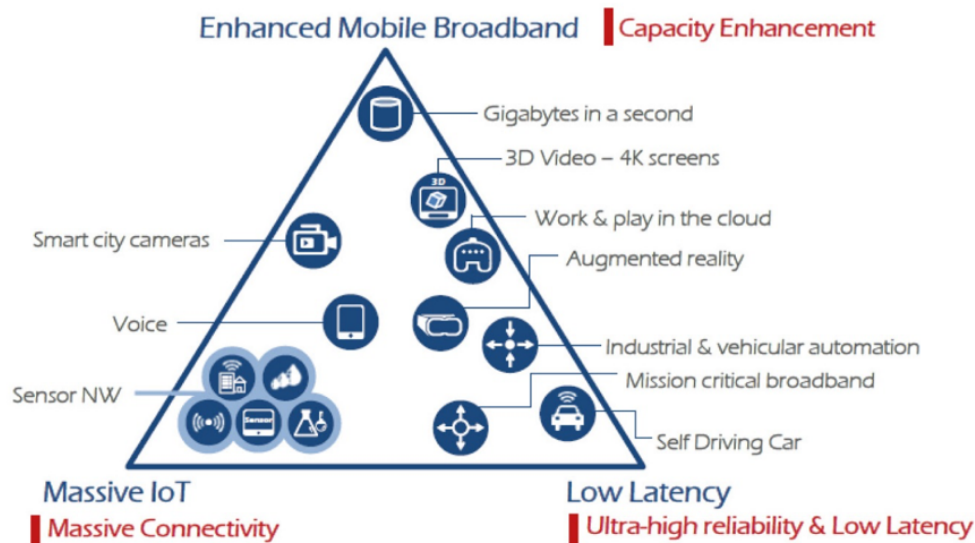 Enhanced Mobile Broadband
Capacity Enhancement
Gigabytes in a second
3D Video – 4K screens
3D
Work & play in the cloud
Smart city cameras
Augmented reality
Voice
Industrial & vehicular automation
Mission critical broadband
Sensor NW
Sensor
Self Driving Car
Massive IoT
Low Latency
Massive Connectivity
Ultra-high reliability & Low Latency